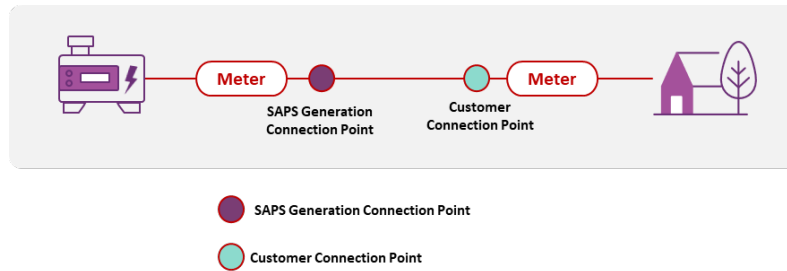 Meter
Meter
SAPS Generation
Connection Point
Customer
Connection Point
SAPS Generation Connection Point
Customer Connection Point